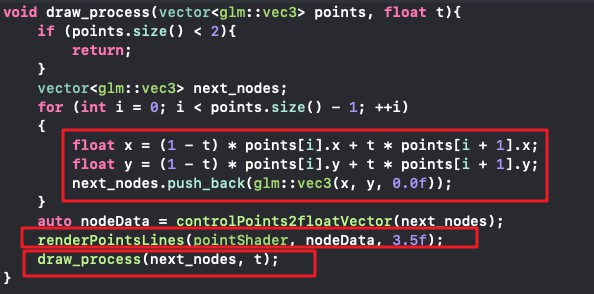 void draw_process(vector<glm::vec3> points, float t){
    if (points.size() < 2){
        return;
    }
    vector<glm::vec3> next_nodes;
    for (int i = 0; i < points.size() - 1; ++i)
    {
        float x = (1 - t) * points[i].x + t * points[i + 1].x;
        float y = (1 - t) * points[i].y + t * points[i + 1].y;
        next_nodes.push_back(glm::vec3(x, y, 0.0f));
    }
    auto nodeData = controlPoints2floatVector(next_nodes);
    renderPointsLines(pointShader, nodeData, 3.5f);
    draw_process(next_nodes, t);
}